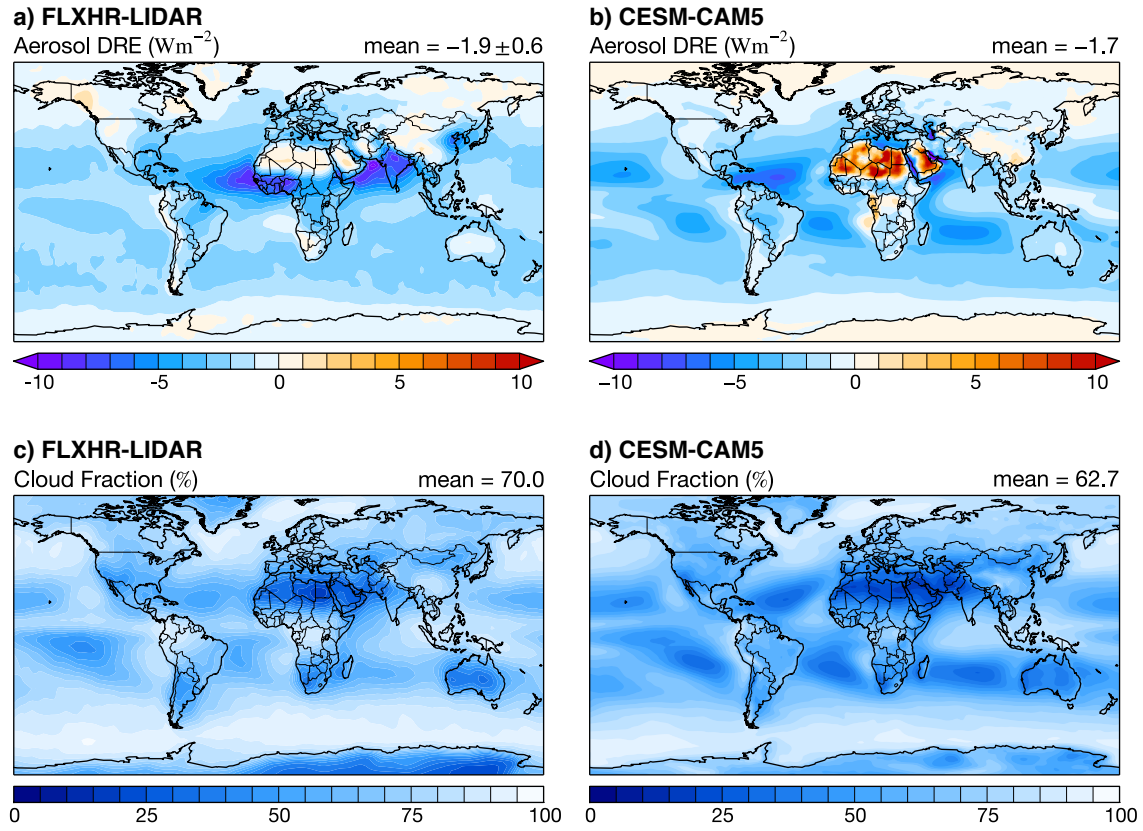 a) FLXHR-LIDAR
Aerosol DRE (Wm−2) mean = −1.9 ±0.6
-10 -5 0 5 10
b) CESM-CAM5
Aerosol DRE (Wm−2) mean = −1.7
−10 −5 0 5 10
c) FLXHR-LIDAR
Cloud Fraction (%) mean = 70.0
0 25 50 75 100
d) CESM-CAM5
Cloud Fraction (%) mean = 62.7
0 25 50 75 100